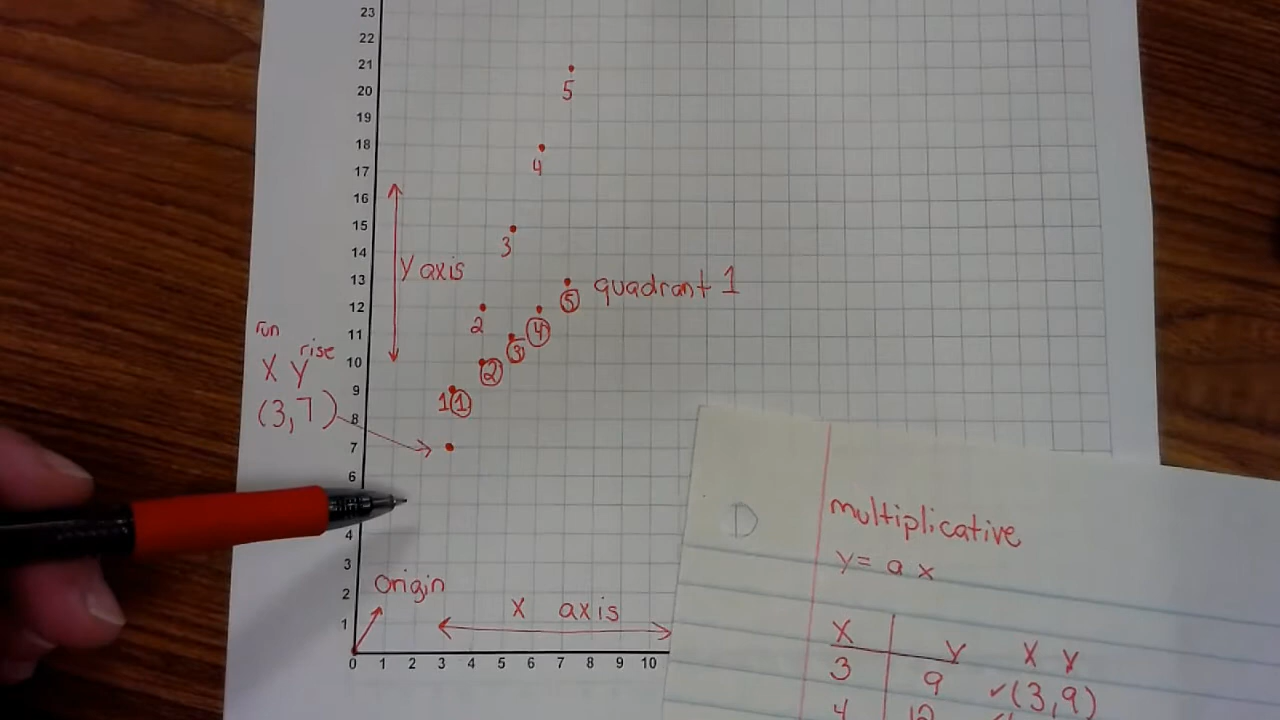 23
22
21
20
19
18
17
16
15
14
13
12
11
10
9
8
7
6
4
3
2
1
0 1 2 3 4 5 6 7 8 9 10
5
4
3
y axis
quadrant 1
2
⑤
④
③
②
1 ①
run
rise
X Y
(3,7)
origin
X axis
multiplicative
y= a x
X Y X Y
3 9 ✓(3,9)
4 12